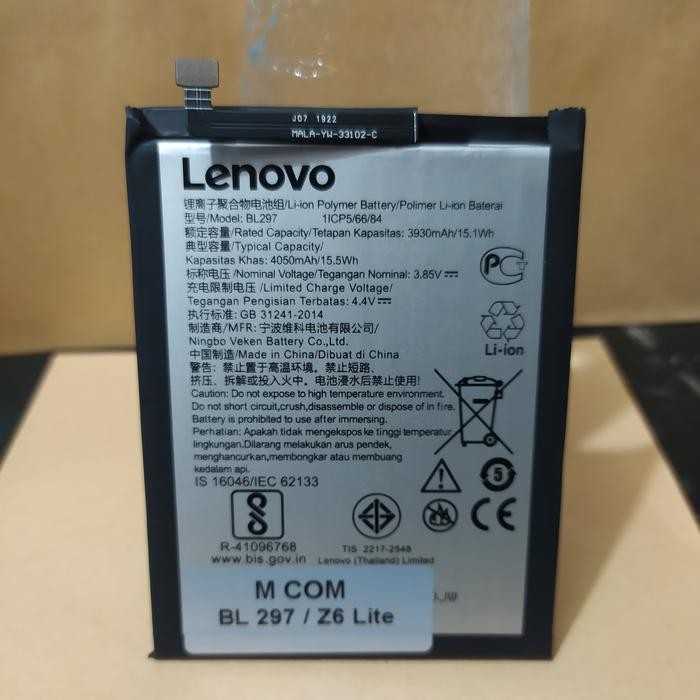 J07 1922
MALA-YW-33102-C
Lenovo
锂离子聚合物电池组/Li-ion Polymer Battery/Polimer Li-ion Baterai
型号/Model: BL297 1ICP5/66/84
额定容量/Rated Capacity/Tetapan Kapasitas: 3930mAh/15.1Wh
典型容量/Typical Capacity/
Kapasitas Khas: 4050mAh/15.5Wh
标称电压 /Nominal Voltage/Tegangan Nominal: 3.85V
充电限制电压 /Limited Charge Voltage/
Tegangan Pengisian Terbatas: 4.4V
执行标准: GB 31241-2014
制造商/MFR: 宁波维科电池有限公司/
Ningbo Veken Battery Co.,Ltd.
中国制造/Made in China/Dibuat di China
警告: 禁止置于高温环境。禁止短路、
挤压、拆解或投入火中。电池浸水后禁止使用!
Caution: Do not expose to high temperature environment.
Do not short circuit,crush,disassemble or dispose of in fire.
Battery is prohibited to use after immersing.
Perhatian: Apakah tidak mengekspos ke tinggi temperatur
lingkungan.Dilarang melakukan arus pendek,
menghancurkan,membongkar atau membuang
kedalam api.
IS 16046/IEC 62133
Li-ion
5
CE
R-41096768
www.bis.gov.in
TIS 2217-2548
Lenovo (Thailand) Limited
M COM
BL 297 / Z6 Lite